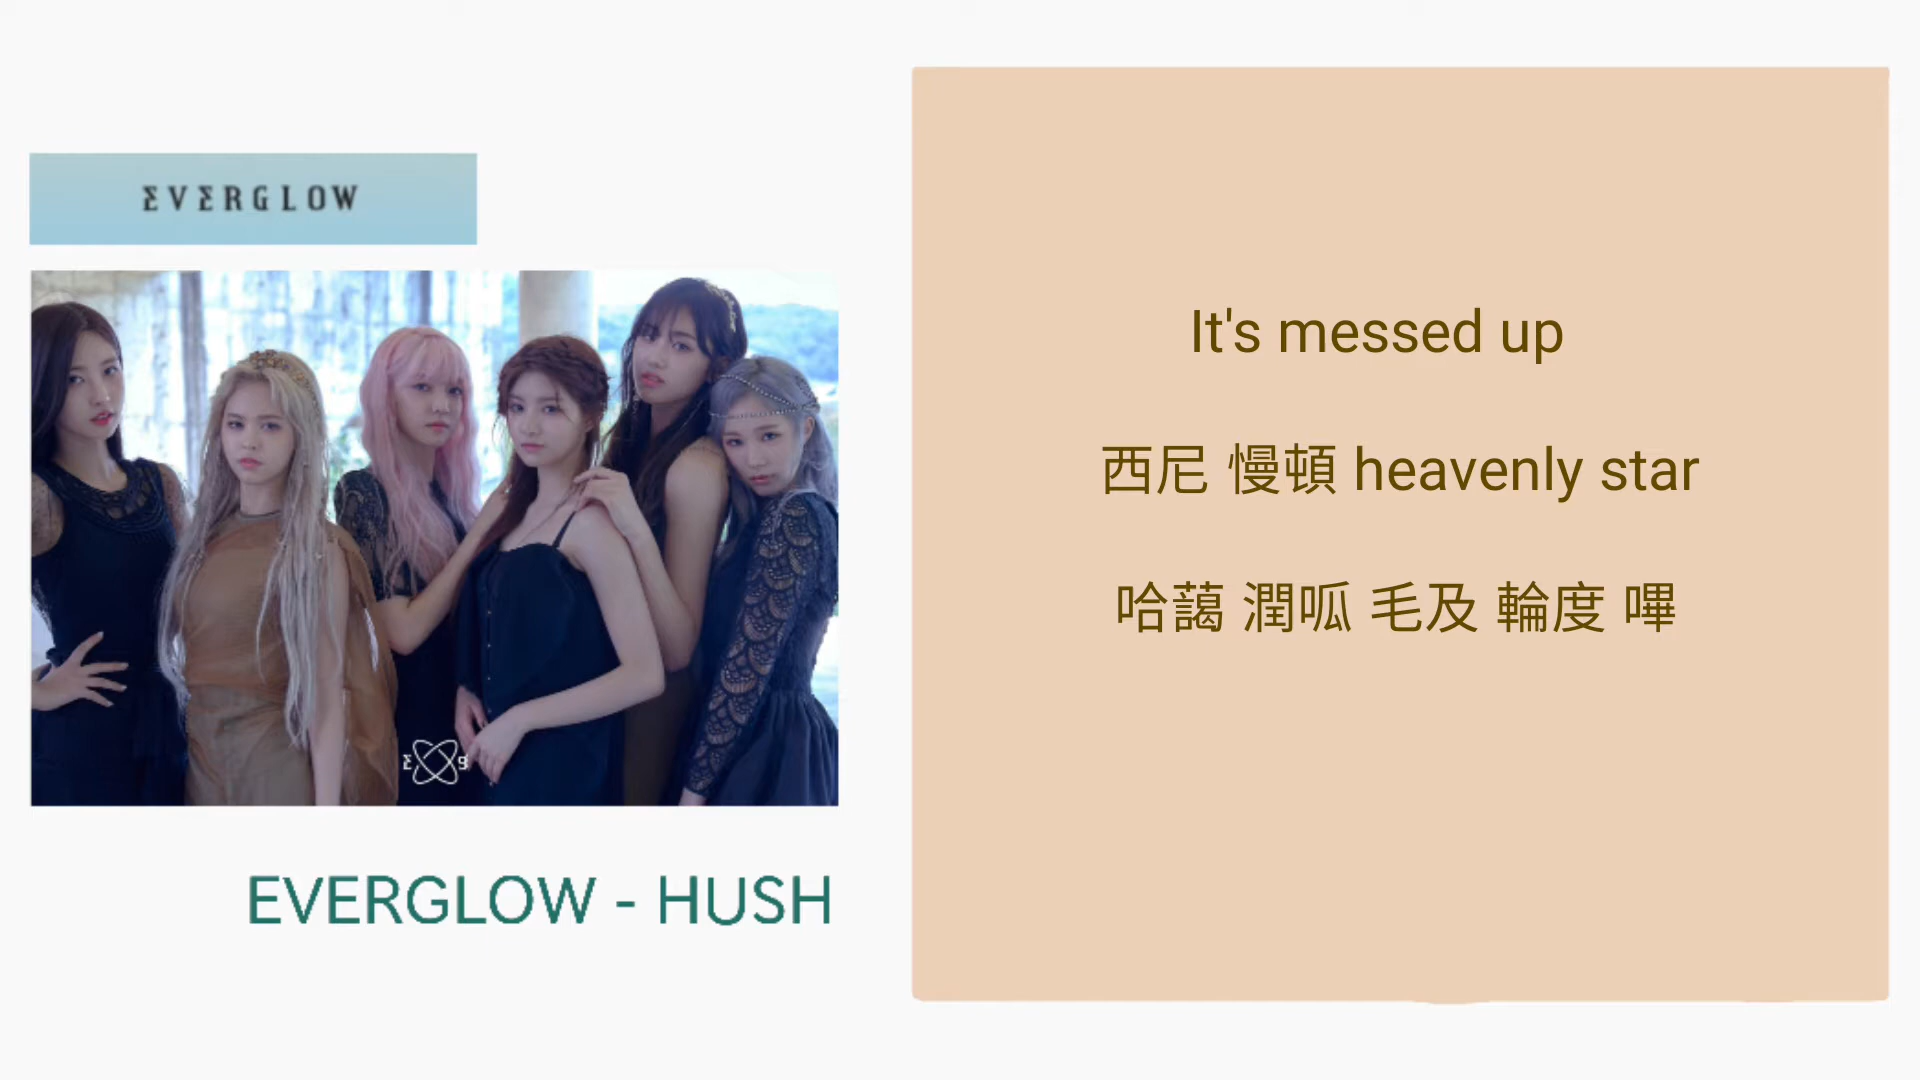 EVERGLOW
E 9
EVERGLOW - HUSH
It's messed up
西尼 慢頓 heavenly star
哈藹 潤呱 毛及 輪度 嗶